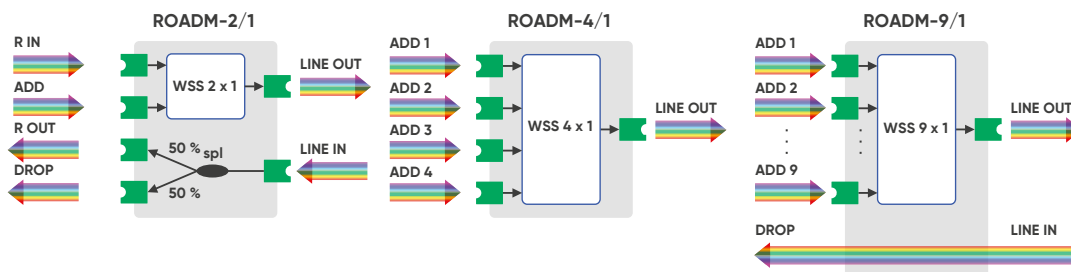 ROADM-2/1
R IN
ADD
R OUT
DROP
WSS 2 x 1
LINE OUT
50 %
spl
50 %
LINE IN
ROADM-4/1
ADD 1
ADD 2
ADD 3
ADD 4
WSS 4 x 1
LINE OUT
ROADM-9/1
ADD 1
ADD 2
ADD 9
WSS 9 x 1
LINE OUT
DROP
LINE IN